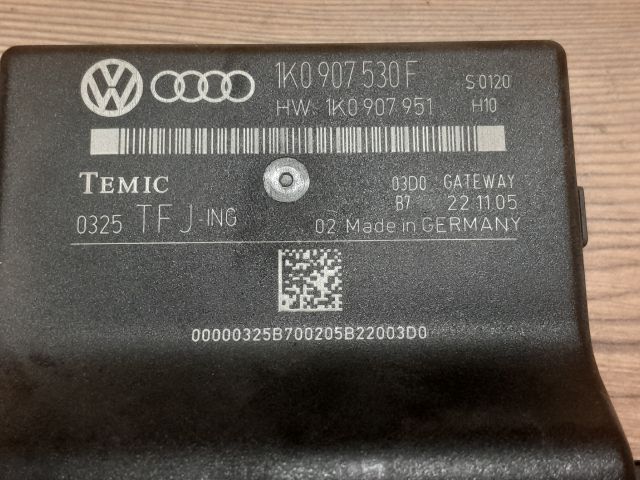 1K0 907 530 F S 0120
HW: 1K0 907 951 H10
TEMIC 03D0 GATEWAY
B7 22.11.05
0325 TFJ-ING 02 Made in GERMANY
00000325B700205B22003D0